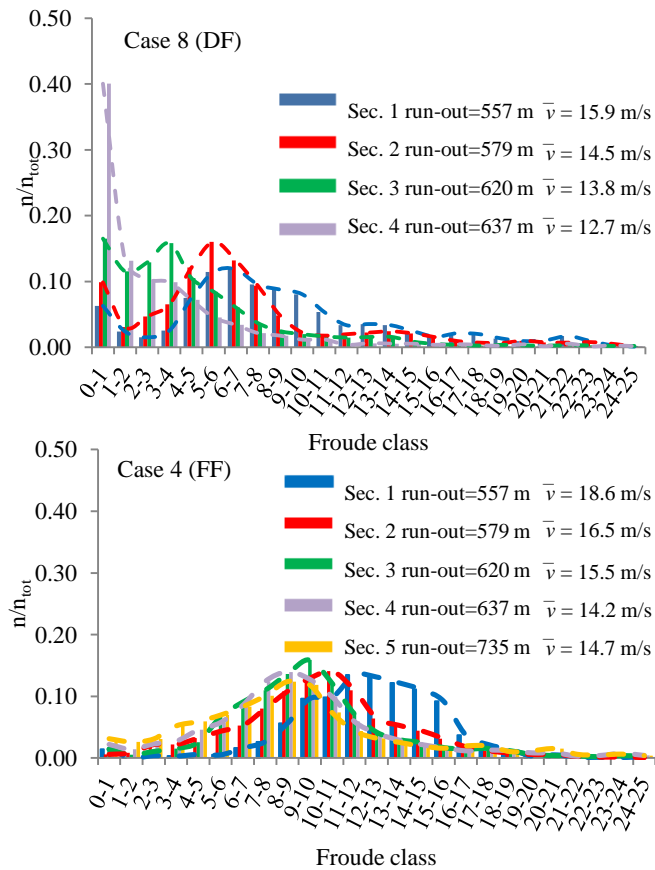 Case 8 (DF)
0.50
0.40
0.30
0.20
0.10
0.00
n/n_tot
Sec. 1 run-out=557 m v̅ = 15.9 m/s
Sec. 2 run-out=579 m v̅ = 14.5 m/s
Sec. 3 run-out=620 m v̅ = 13.8 m/s
Sec. 4 run-out=637 m v̅ = 12.7 m/s
0-1 1-2 2-3 3-4 4-5 5-6 6-7 7-8 8-9 9-10 10-11 11-12 12-13 13-14 14-15 15-16 16-17 17-18 18-19 19-20 20-21 21-22 22-23 23-24 24-25
Froude class
Case 4 (FF)
0.50
0.40
0.30
0.20
0.10
0.00
n/n_tot
Sec. 1 run-out=557 m v̅ = 18.6 m/s
Sec. 2 run-out=579 m v̅ = 16.5 m/s
Sec. 3 run-out=620 m v̅ = 15.5 m/s
Sec. 4 run-out=637 m v̅ = 14.2 m/s
Sec. 5 run-out=735 m v̅ = 14.7 m/s
0-1 1-2 2-3 3-4 4-5 5-6 6-7 7-8 8-9 9-10 10-11 11-12 12-13 13-14 14-15 15-16 16-17 17-18 18-19 19-20 20-21 21-22 22-23 23-24 24-25
Froude class